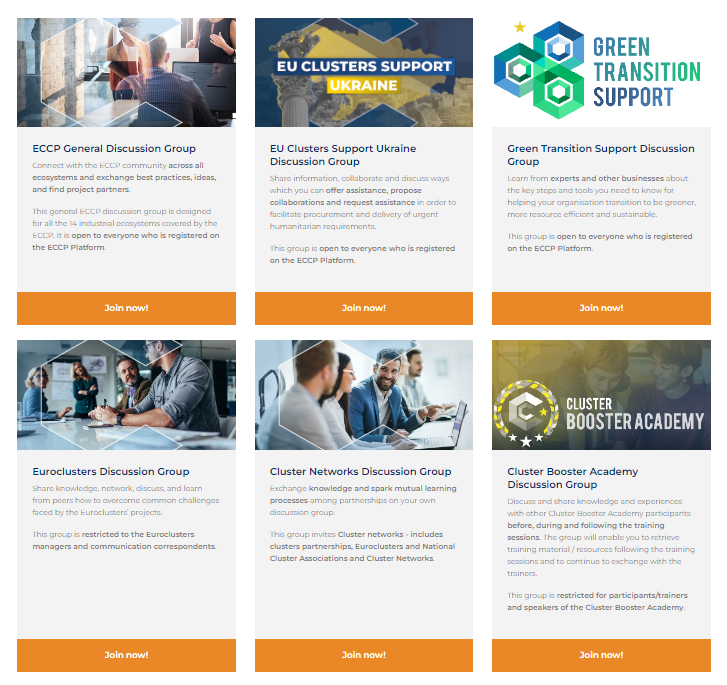 EU CLUSTERS SUPPORT
UKRAINE
GREEN
TRANSITION
SUPPORT
ECCP General Discussion Group
Connect with the ECCP community across all
ecosystems and exchange best practices, ideas,
and find project partners.
This general ECCP discussion group is designed
for all the 14 industrial ecosystems covered by the
ECCP. It is open to everyone who is registered on
the ECCP Platform.
Join now!
EU Clusters Support Ukraine
Discussion Group
Share information, collaborate and discuss ways
which you can offer assistance, propose
collaborations and request assistance in order to
facilitate procurement and delivery of urgent
humanitarian requirements.
This group is open to everyone who is registered
on the ECCP Platform.
Join now!
Green Transition Support Discussion
Group
Learn from experts and other businesses about
the key steps and tools you need to know for
helping your organisation transition to be greener,
more resource efficient and sustainable.
This group is open to everyone who is registered
on the ECCP Platform.
Join now!
CLUSTER
BOOSTER ACADEMY
Euroclusters Discussion Group
Share knowledge, network, discuss, and learn
from peers how to overcome common challenges
faced by the Euroclusters' projects.
This group is restricted to the Euroclusters
managers and communication correspondents.
Join now!
Cluster Networks Discussion Group
Exchange knowledge and spark mutual learning
processes among partnerships on your own
discussion group.
This group invites Cluster networks - includes
clusters partnerships, Euroclusters and National
Cluster Associations and Cluster Networks.
Join now!
Cluster Booster Academy
Discussion Group
Discuss and share knowledge and experiences
with other Cluster Booster Academy participants
before, during and following the training
sessions. The group will enable you to retrieve
training material / resources following the training
sessions and to continue to exchange with the
trainers.
This group is restricted for participants/trainers
and speakers of the Cluster Booster Academy.
Join now!